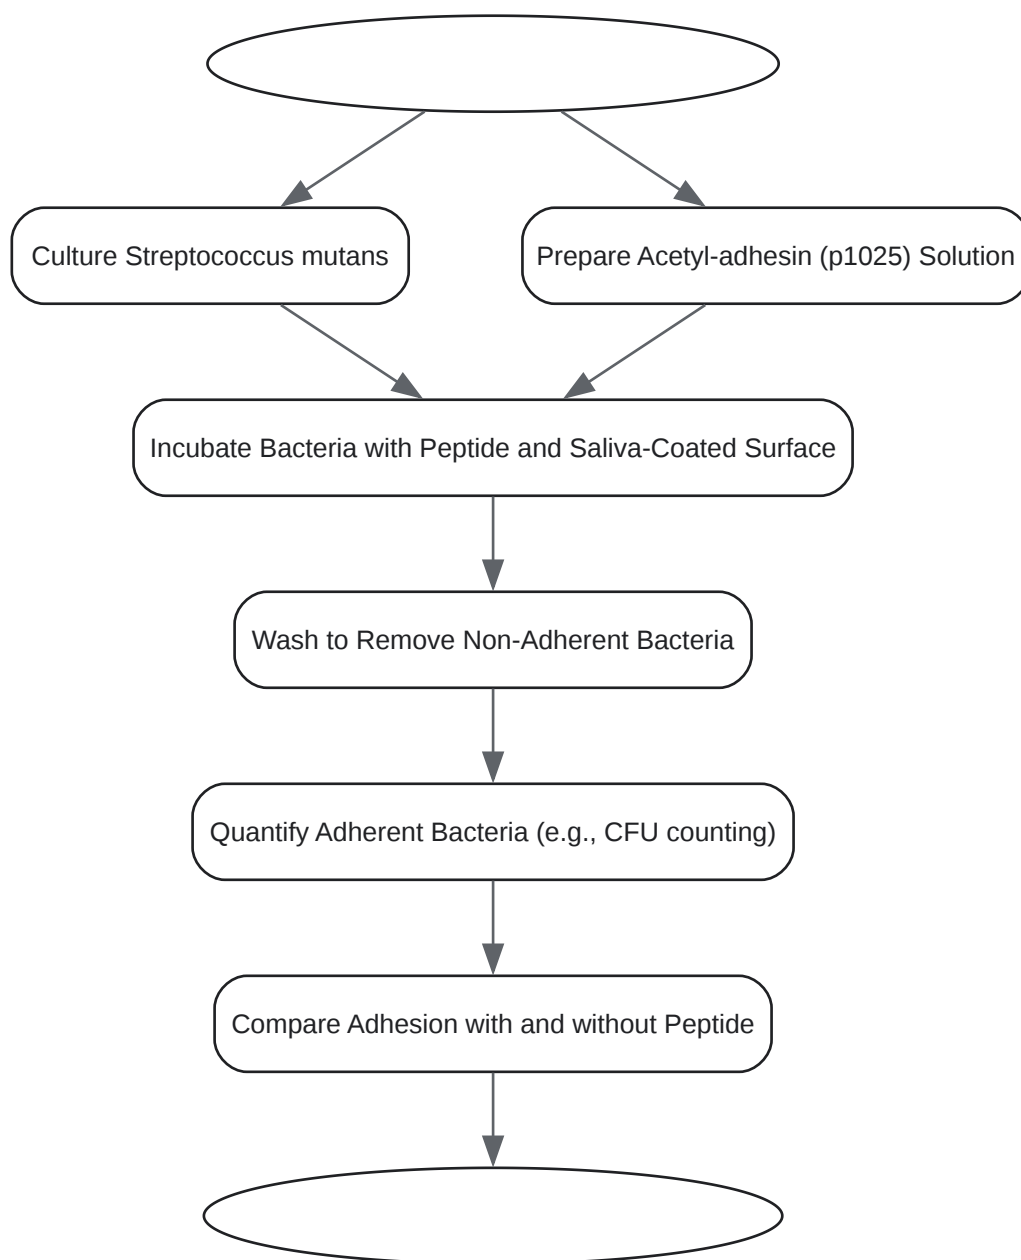 Culture Streptococcus mutans
Prepare Acetyl-adhesin (p1025) Solution
Incubate Bacteria with Peptide and Saliva-Coated Surface
Wash to Remove Non-Adherent Bacteria
Quantify Adherent Bacteria (e.g., CFU counting)
Compare Adhesion with and without Peptide